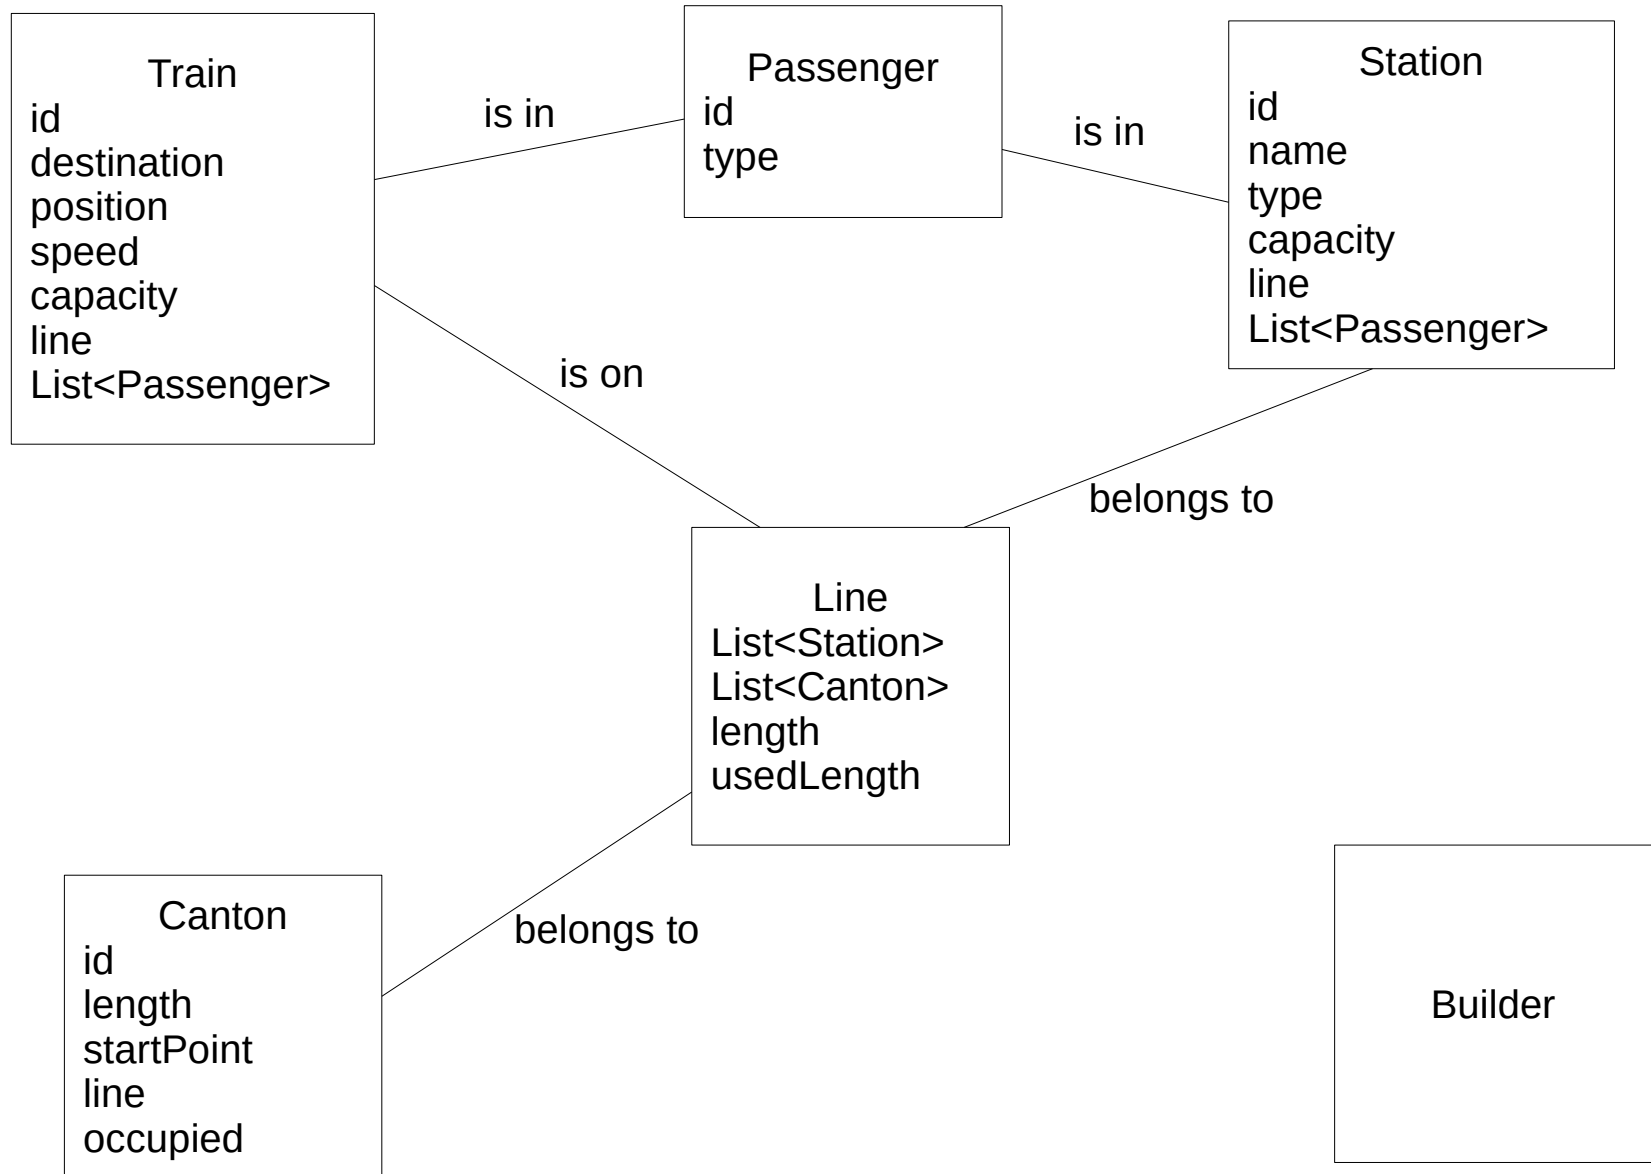 Train
id
destination
position
speed
capacity
line
List<Passenger>
is in
Passenger
id
type
is in
Station
id
name
type
capacity
line
List<Passenger>
is on
belongs to
Line
List<Station>
List<Canton>
length
usedLength
belongs to
Canton
id
length
startPoint
line
occupied
Builder